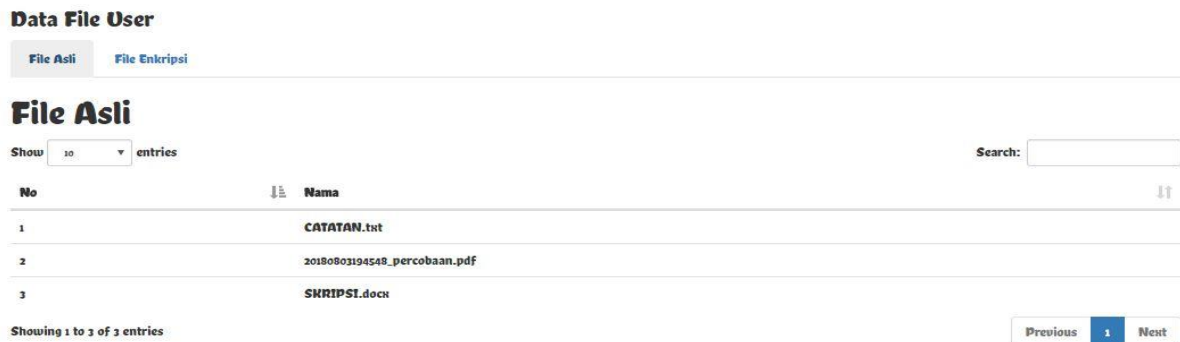 Data File User
File Asli File Enkripsi
File Asli
Show 10 entries Search:
No Nama
1 CATATAN.txt
2 20180803194548_percobaan.pdf
3 SKRIPSI.docx
Showing 1 to 3 of 3 entries Previous 1 Next